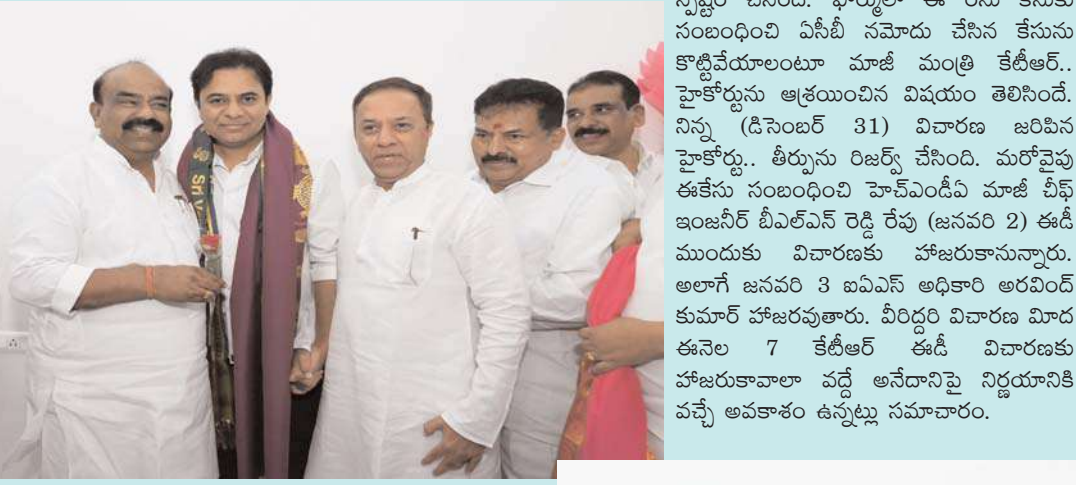 స్పష్టం చేసింది. ఫార్ములా ఈ రేసు కేసుకు
సంబంధించి ఏసీబీ నమోదు చేసిన కేసును
కొట్టివేయాలంటూ మాజీ మంత్రి కేటీఆర్..
హైకోర్టును ఆశ్రయించిన విషయం తెలిసిందే.
నిన్న (డిసెంబర్ 31) విచారణ జరిపిన
హైకోర్టు.. తీర్పును రిజర్వ్ చేసింది. మరోవైపు
ఈకేసు సంబంధించి హెచ్ఎండీఏ మాజీ చీఫ్
ఇంజనీర్ బీఎల్ఎన్ రెడ్డి రేపు (జనవరి 2) ఈడీ
ముందుకు విచారణకు హాజరుకానున్నారు.
అలాగే జనవరి 3 ఐఏఎస్ అధికారి అరవింద్
కుమార్ హాజరవుతారు. వీరిద్దరి విచారణ మీద
ఈనెల 7 కేటీఆర్ ఈడీ విచారణకు
హాజరుకావాలా వద్దే అనేదానిపై నిర్ణయానికి
వచ్చే అవకాశం ఉన్నట్లు సమాచారం.
Sri V